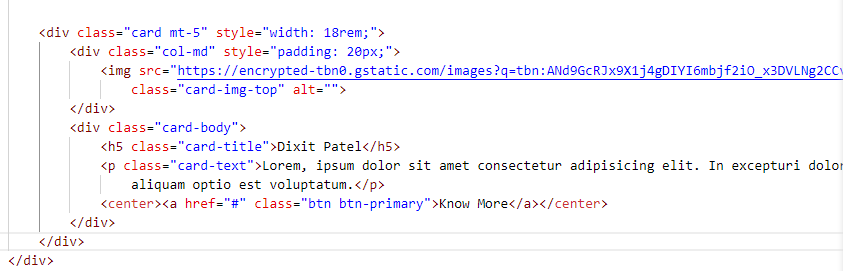 <div class="card mt-5" style="width: 18rem;">
<div class="col-md" style="padding: 20px;">
<img src="https://encrypted-tbn0.gstatic.com/images?q=tbn:ANd9GcRJx9X1j4gDIYI6mbjf2iO_x3DVLNg2CCv
class="card-img-top" alt="">
</div>
<div class="card-body">
<h5 class="card-title">Dixit Patel</h5>
<p class="card-text">Lorem, ipsum dolor sit amet consectetur adipisicing elit. In excepturi dolor
aliquam optio est voluptatum.</p>
<center><a href="#" class="btn btn-primary">Know More</a></center>
</div>
</div>
</div>